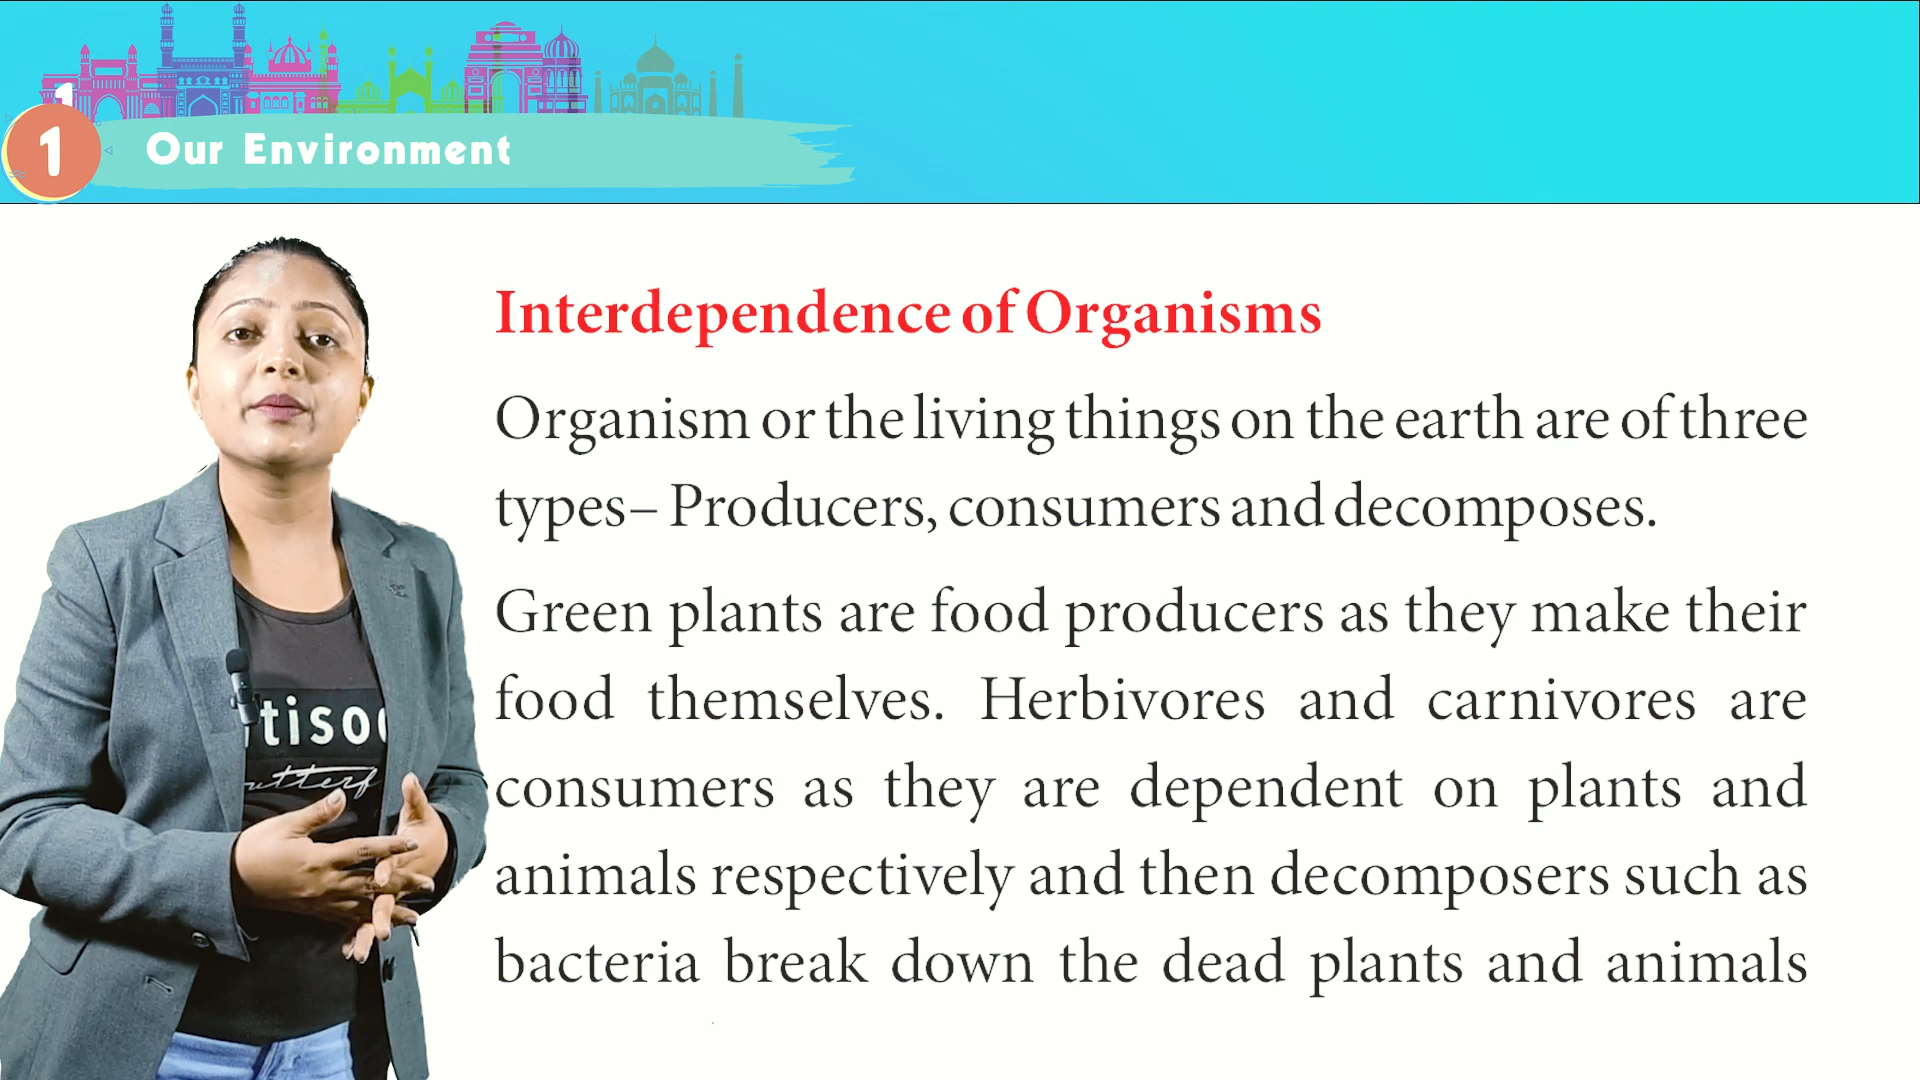 1
Our Environment
Interdependence of Organisms
Organism or the living things on the earth are of three
types– Producers, consumers and decomposes.
Green plants are food producers as they make their
food themselves. Herbivores and carnivores are
consumers as they are dependent on plants and
animals respectively and then decomposers such as
bacteria break down the dead plants and animals